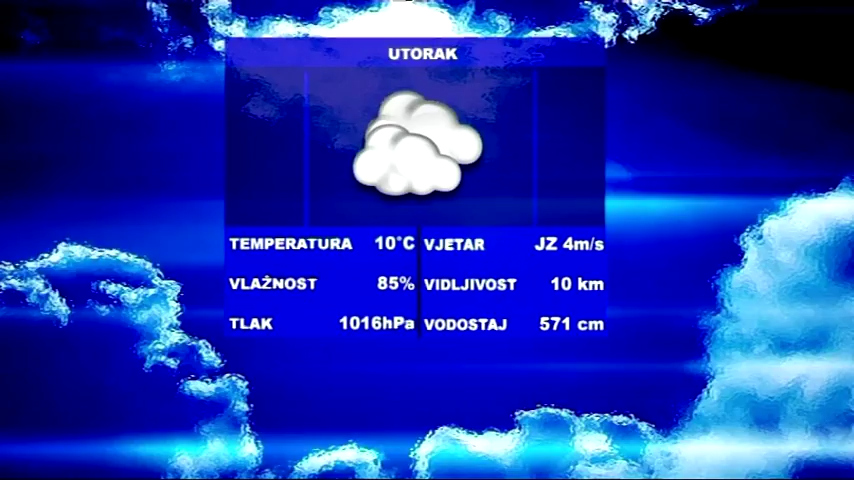 UTORAK
TEMPERATURA 10°C VJETAR JZ 4m/s
VLAŽNOST 85% VIDLJIVOST 10 km
TLAK 1016hPa VODOSTAJ 571 cm